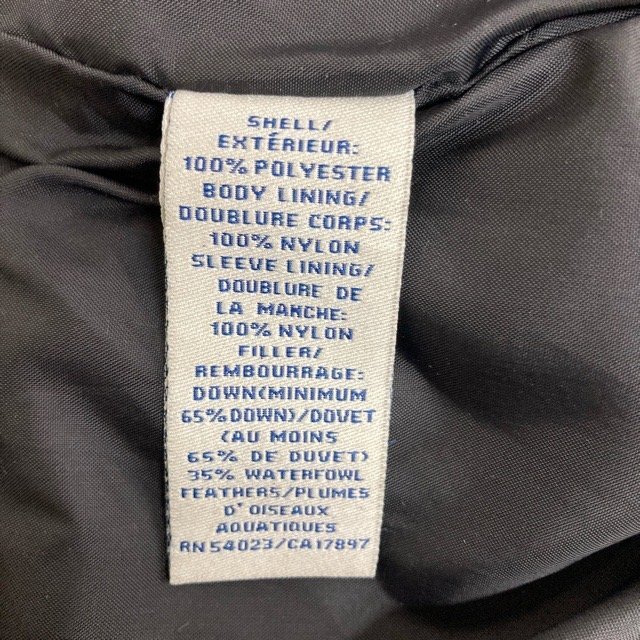 SHELL/
EXTÉRIEUR:
100% POLYESTER
BODY LINING/
DOUBLURE CORPS:
100% NYLON
SLEEVE LINING/
DOUBLURE DE
LA MANCHE:
100% NYLON
FILLER/
REMBOURRAGE:
DOWN(MINIMUM
65% DOWN)/DOVET
(AU MOINS
65% DE DUVET)
35% WATERFOWL
FEATHERS/PLUMES
D'OISEAUX
AQUATIQUES
RN 54023/CA17897